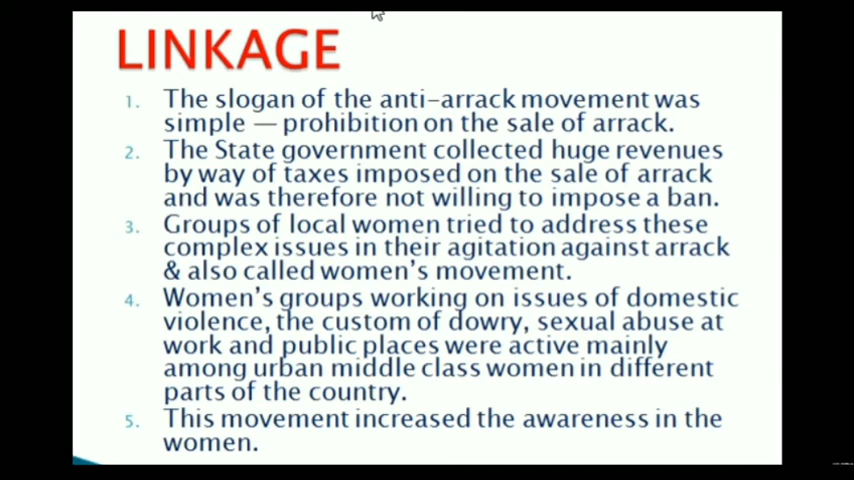 LINKAGE
1. The slogan of the anti-arrack movement was
simple — prohibition on the sale of arrack.
2. The State government collected huge revenues
by way of taxes imposed on the sale of arrack
and was therefore not willing to impose a ban.
3. Groups of local women tried to address these
complex issues in their agitation against arrack
& also called women's movement.
4. Women's groups working on issues of domestic
violence, the custom of dowry, sexual abuse at
work and public places were active mainly
among urban middle class women in different
parts of the country.
5. This movement increased the awareness in the
women.